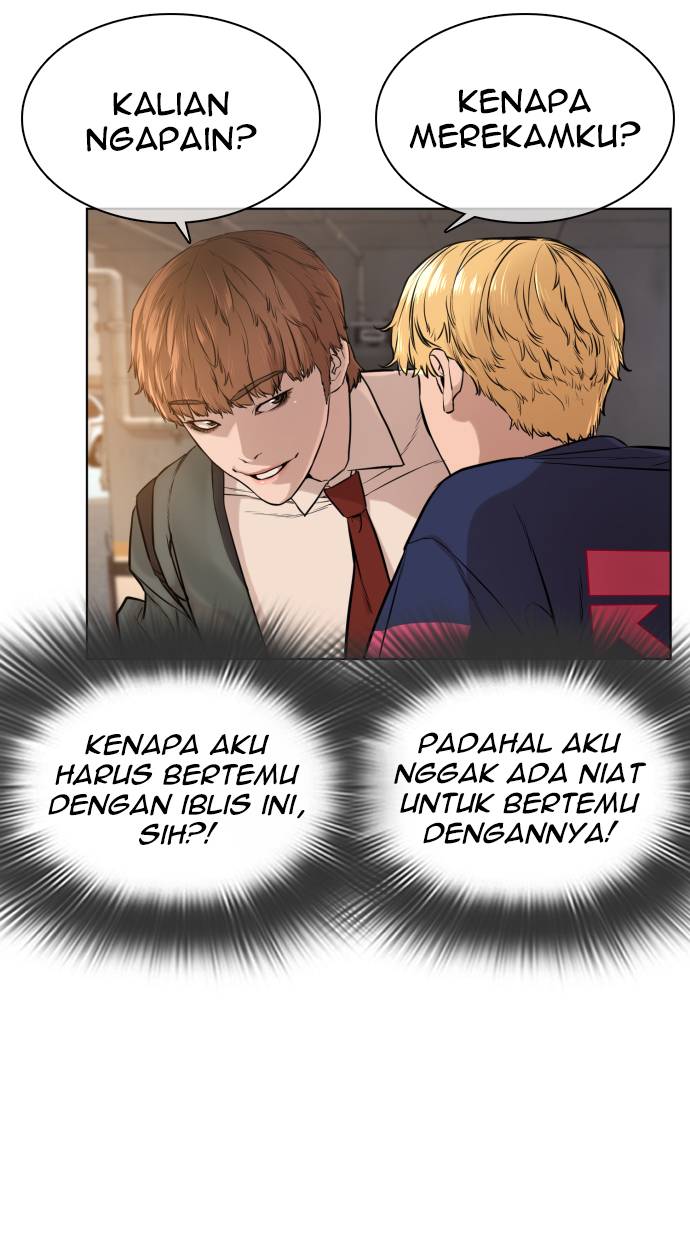 KALIAN
NGAPAIN?
KENAPA
MEREKAMKU?
KENAPA AKU
HARUS BERTEMU
DENGAN IBLIS INI,
SIH?!
PADAHAL AKU
NGGAK ADA NIAT
UNTUK BERTEMU
DENGANNYA!